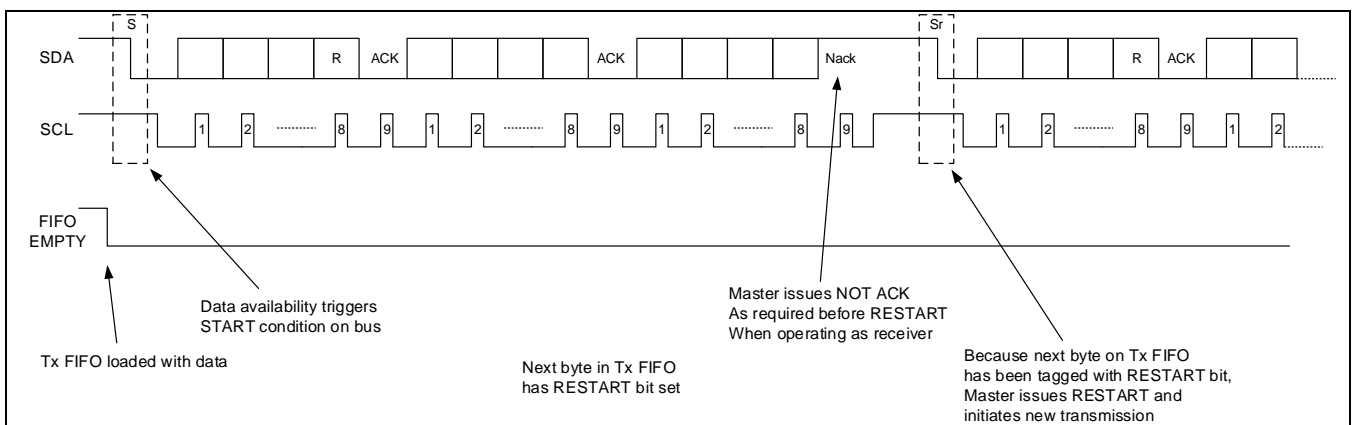 S Sr
SDA R ACK ACK Nack R ACK
SCL 1 2 8 9 1 2 8 9 1 2 8 9 1 2 8 9 1 2
FIFO
EMPTY
Data availability triggers
START condition on bus
Tx FIFO loaded with data
Next byte in Tx FIFO
has RESTART bit set
Master issues NOT ACK
As required before RESTART
When operating as receiver
Because next byte on Tx FIFO
has been tagged with RESTART bit,
Master issues RESTART and
initiates new transmission